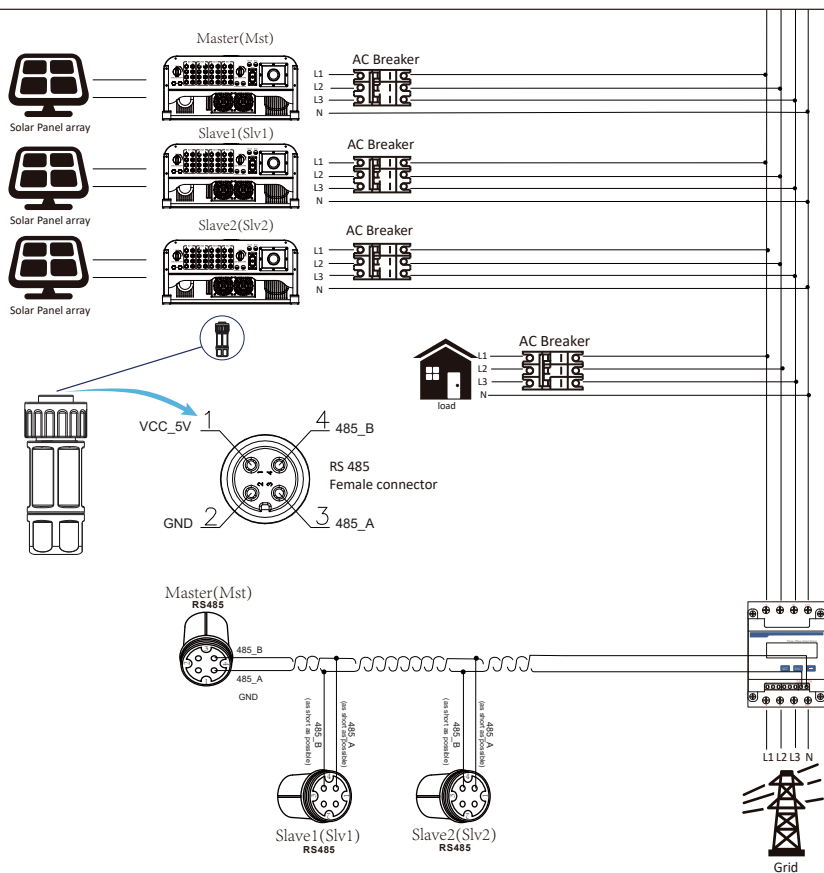 Master(Mst)
AC Breaker
L1
L2
L3
N
Solar Panel array
Slave1(Slv1)
AC Breaker
L1
L2
L3
N
Solar Panel array
Slave2(Slv2)
AC Breaker
L1
L2
L3
N
Solar Panel array
AC Breaker
L1
L2
L3
N
load
VCC_5V 1
4 485_B
1 4
2 3
RS 485
Female connector
GND 2
3 485_A
Master(Mst)
RS485
485_B
485_A
GND
485_B
(as short as possible)
485_A
(as short as possible)
485_B
(as short as possible)
485_A
(as short as possible)
Slave1(Slv1)
RS485
Slave2(Slv2)
RS485
L1 L2 L3 N
Grid